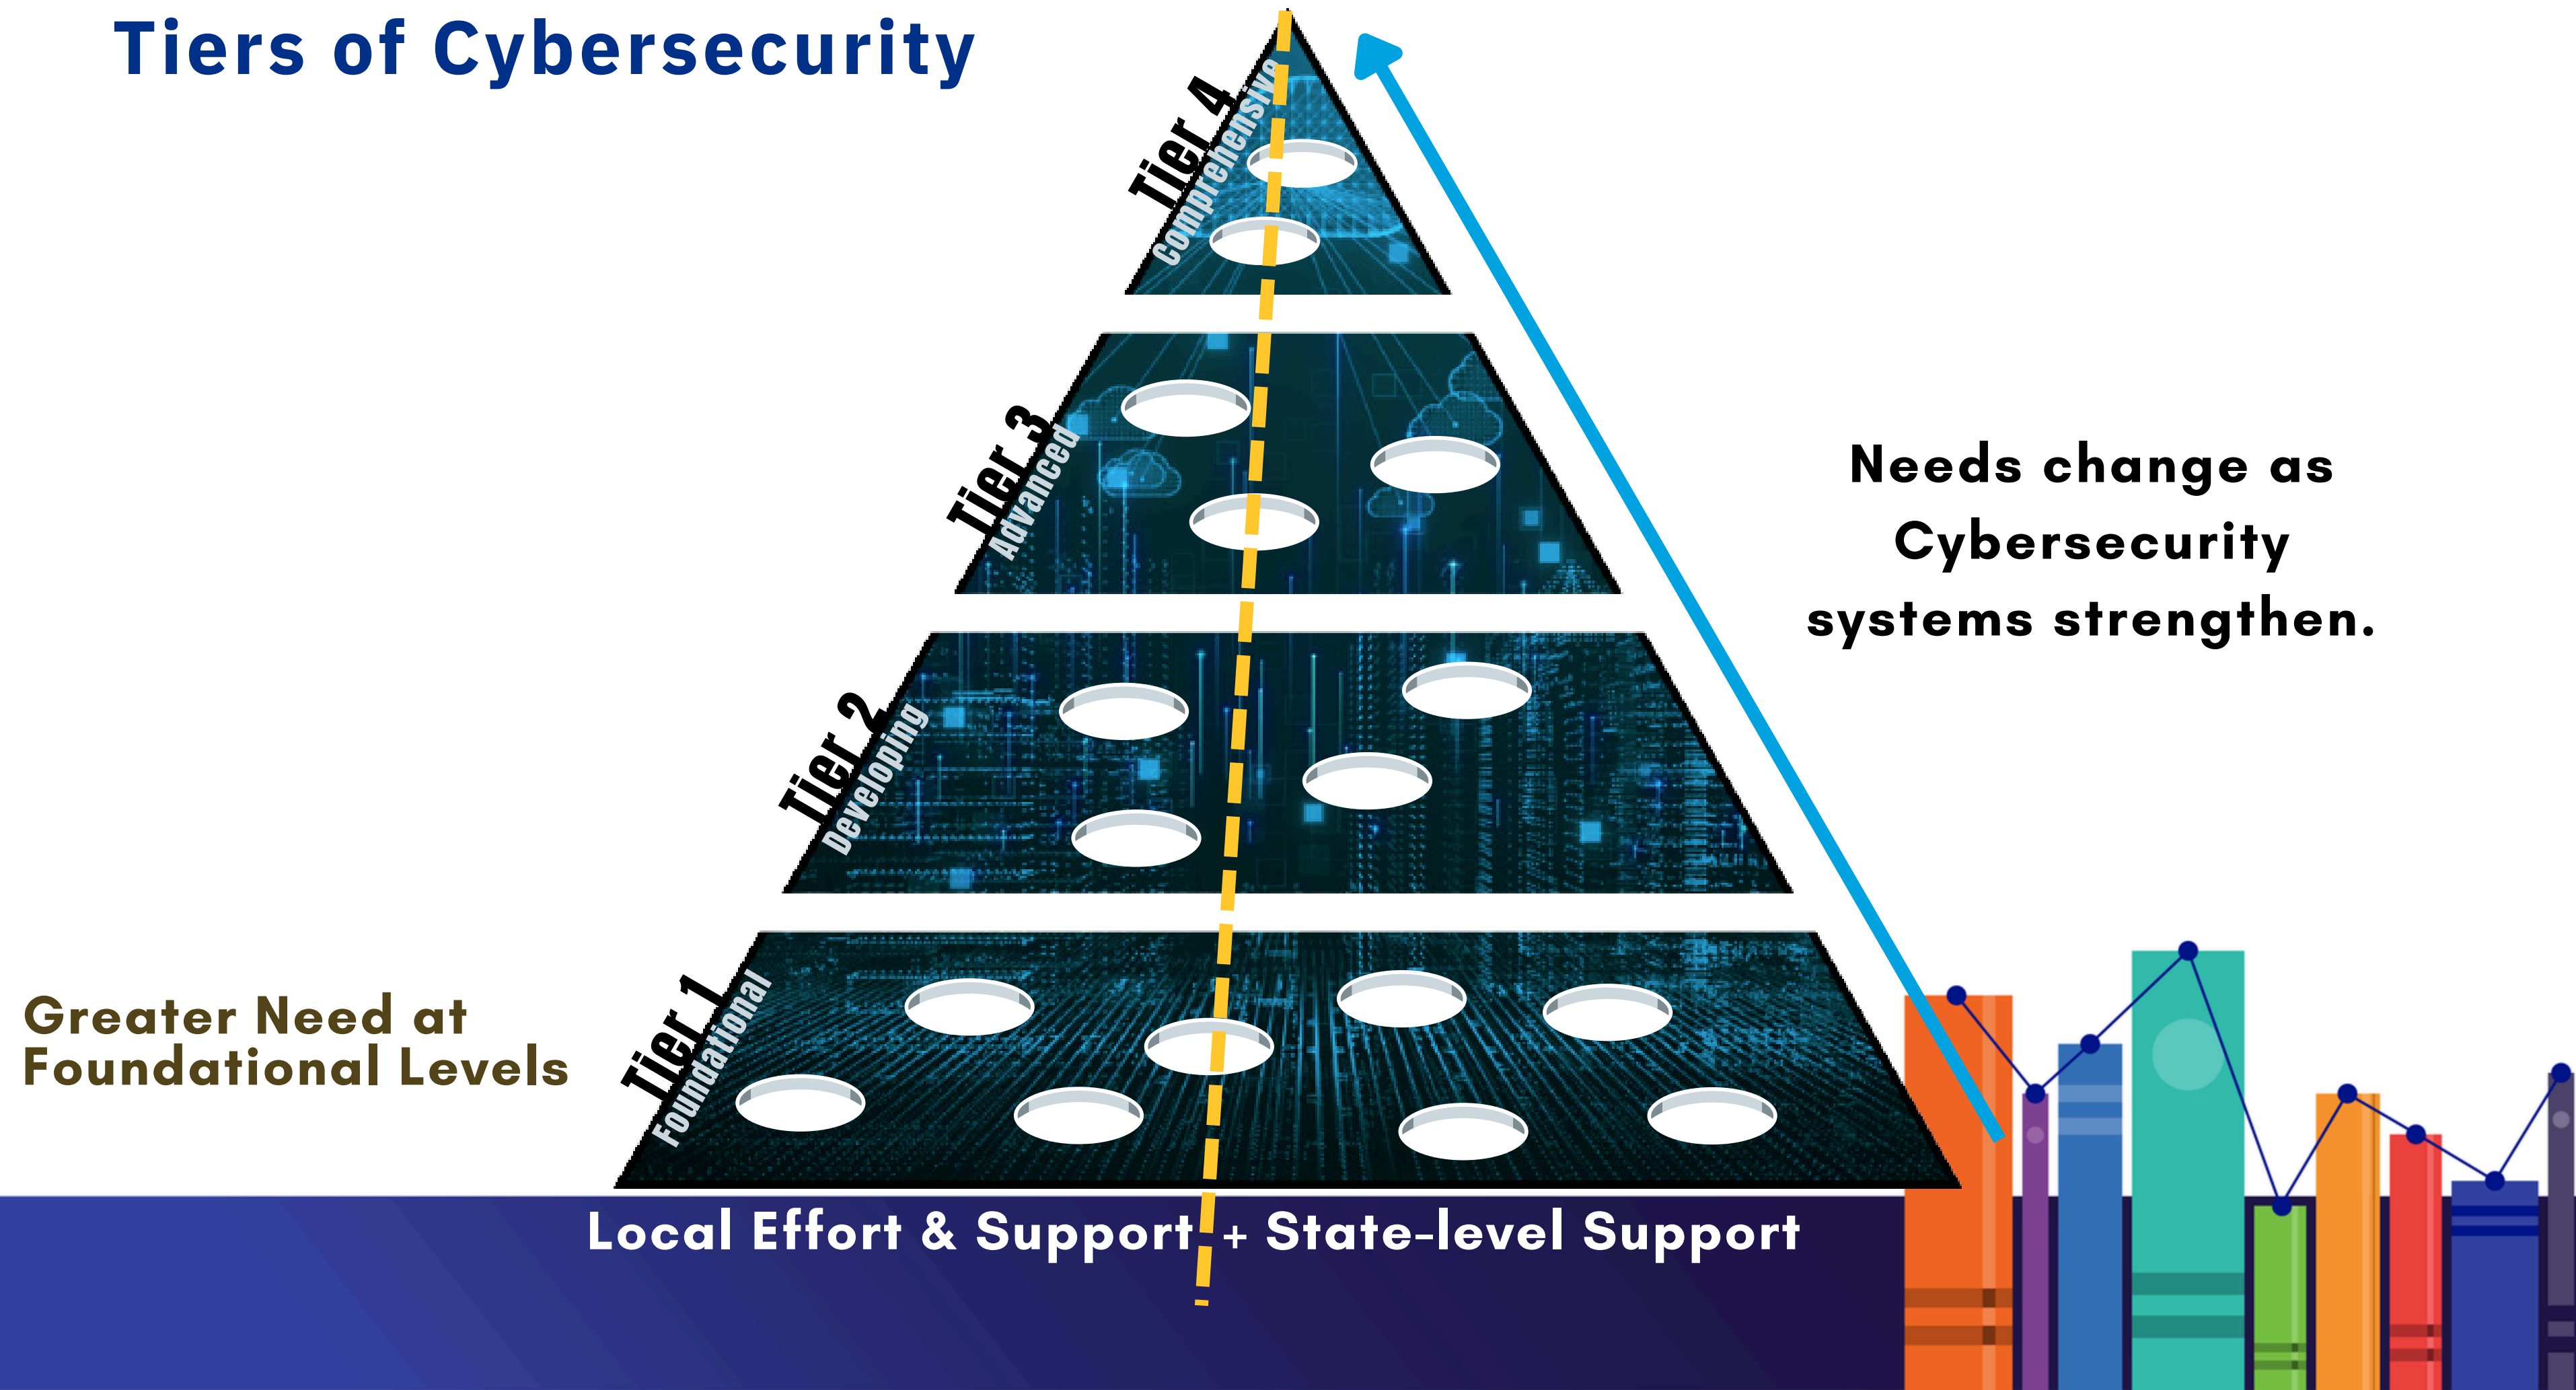 Tiers of Cybersecurity
Tier 4
Comprehensive
Tier 3
Advanced
Needs change as
Cybersecurity
systems strengthen.
Tier 2
Developing
Tier 1
Foundational
Greater Need at
Foundational Levels
Local Effort & Support + State-level Support